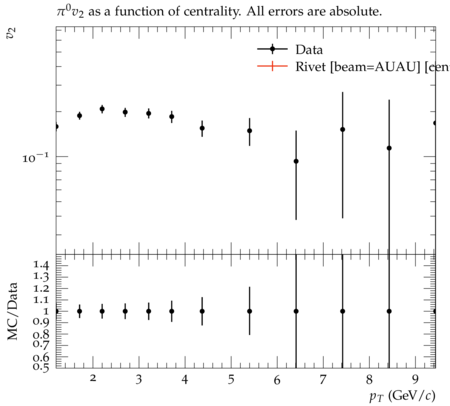 π⁰v₂ as a function of centrality. All errors are absolute.
v₂
Data
Rivet [beam=AUAU] [cen
10⁻¹
MC/Data
1.4
1.3
1.2
1.1
1
0.9
0.8
0.7
0.6
0.5
2 3 4 5 6 7 8 9
p_T (GeV/c)